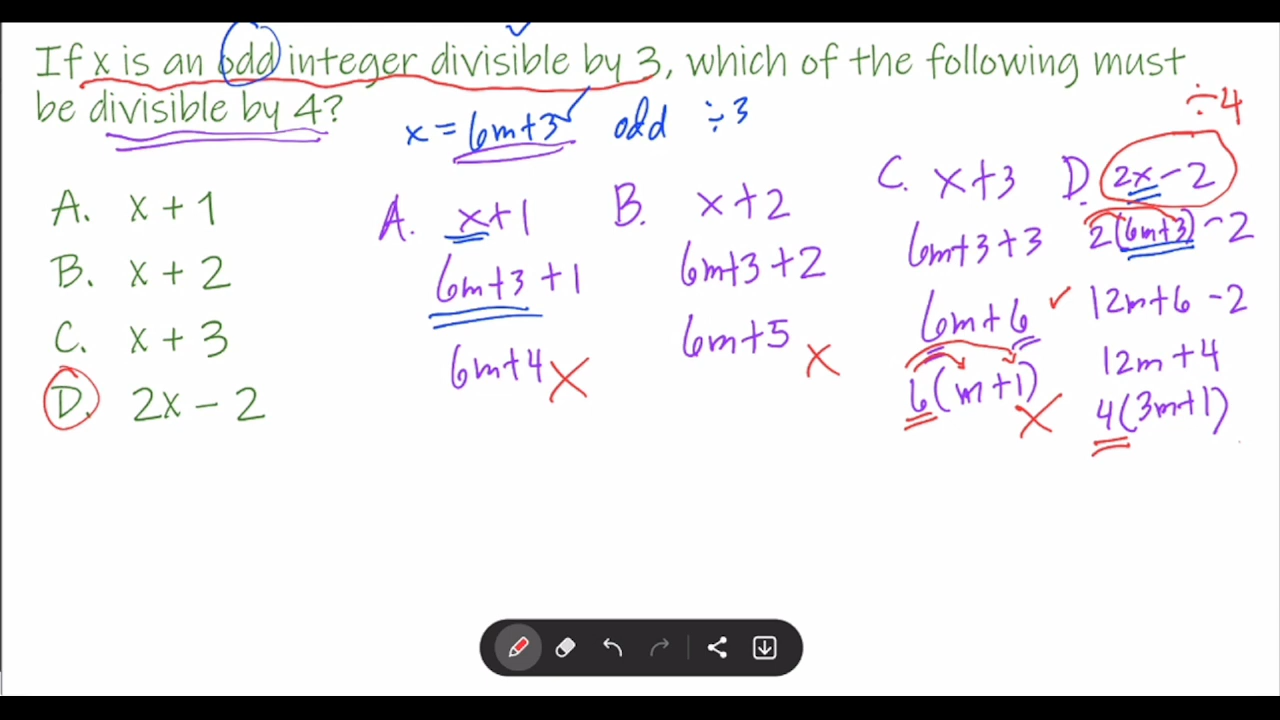 If x is an odd integer divisible by 3, which of the following must
be divisible by 4?
x = 6m+3 odd ÷3
÷4
A. x + 1
B. x + 2
C. x + 3
D. 2x - 2
A. x+1
6m+3 +1
6m+4 X
B. x+2
6m+3 +2
6m+5 X
C. x+3
6m+3+3
6m+6 ✓
6(m+1) X
D. 2x-2
2(6m+3)-2
12m+6 -2
12m+4
4(3m+1)